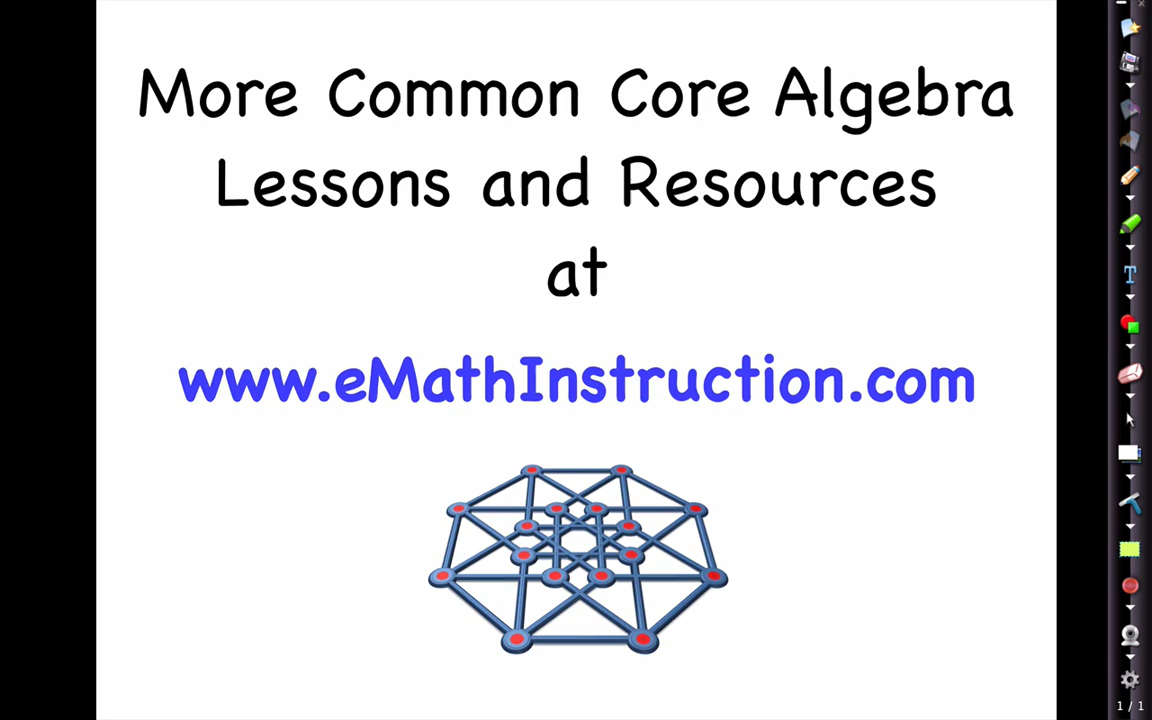 More Common Core Algebra
Lessons and Resources
at
www.eMathInstruction.com
T
1 / 1